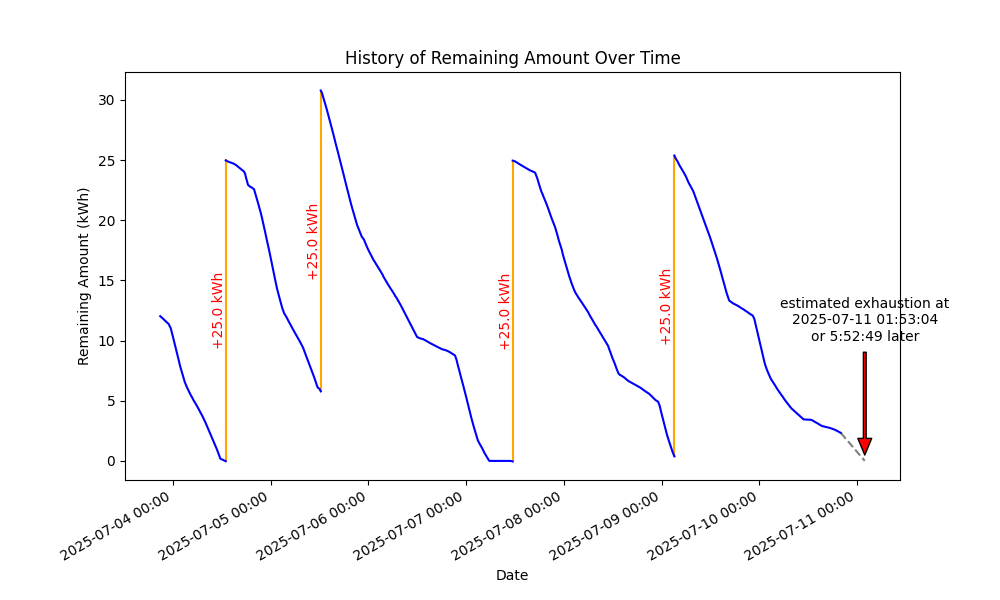 History of Remaining Amount Over Time
Remaining Amount (kWh)
30
25
20
15
10
5
0
+25.0 kWh
+25.0 kWh
+25.0 kWh
+25.0 kWh
estimated exhaustion at
2025-07-11 01:53:04
or 5:52:49 later
2025-07-04 00:00
2025-07-05 00:00
2025-07-06 00:00
2025-07-07 00:00
2025-07-08 00:00
2025-07-09 00:00
2025-07-10 00:00
2025-07-11 00:00
Date